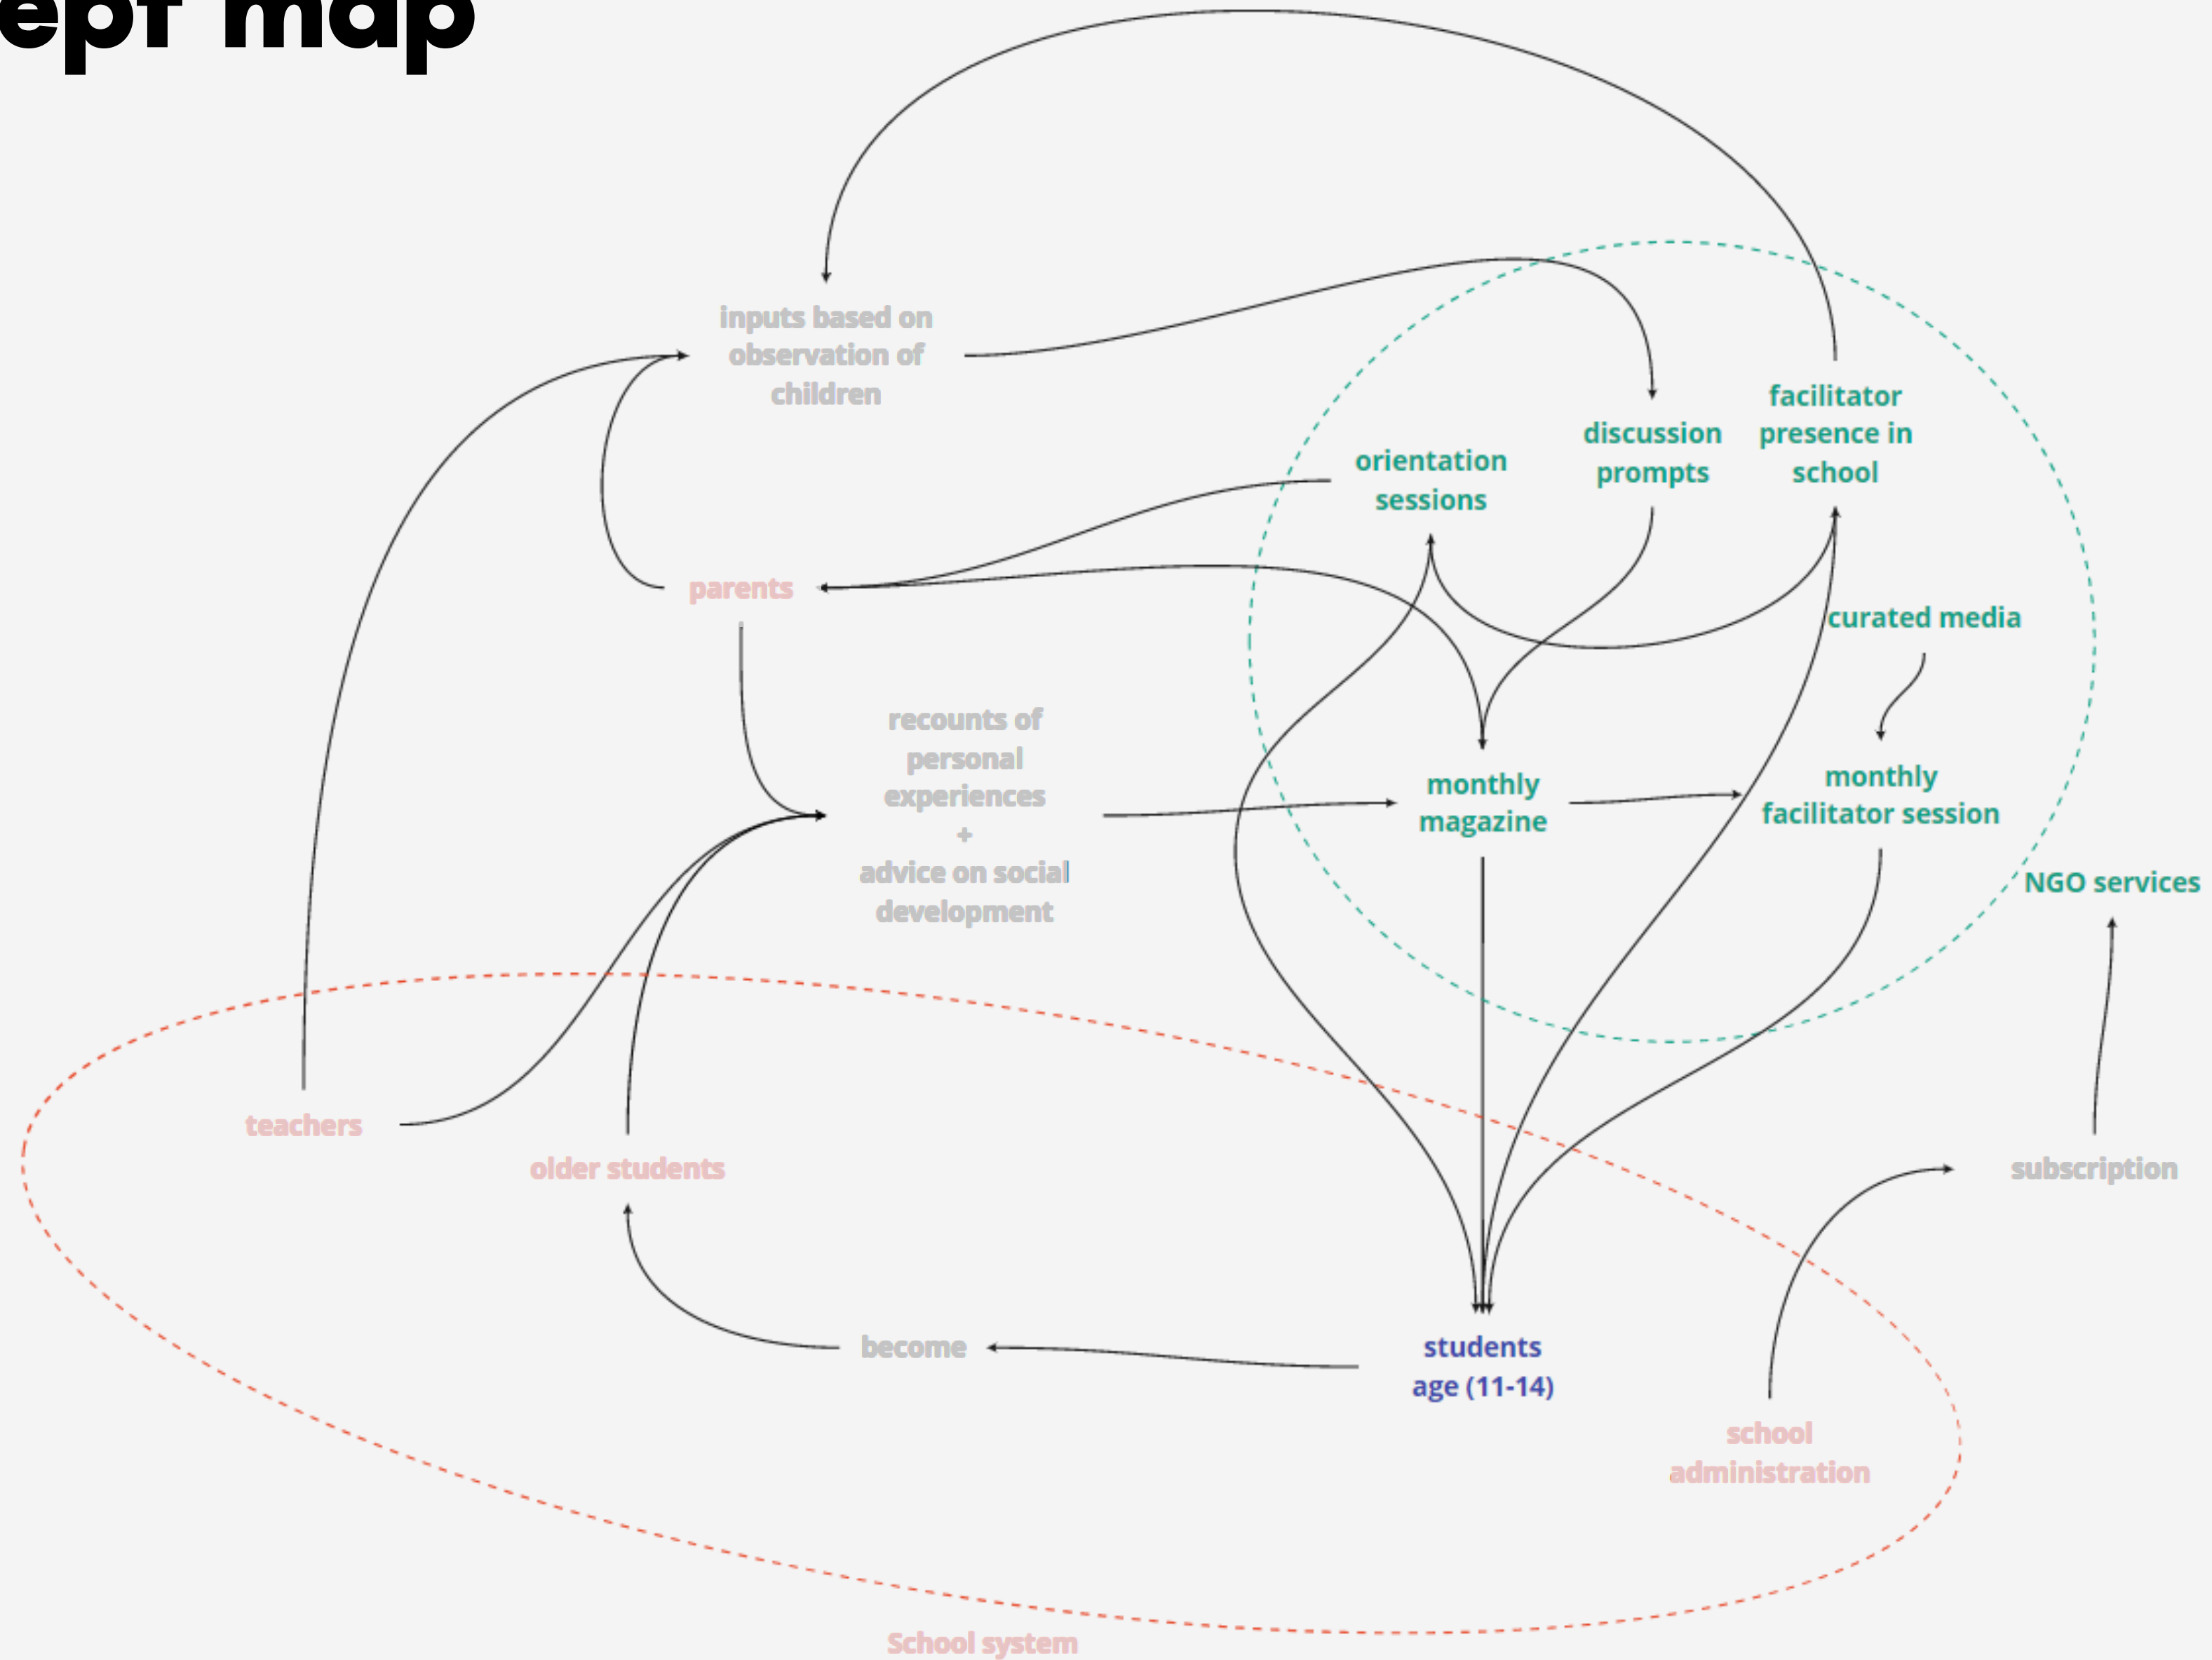 ept map
inputs based on
observation of
children
facilitator
presence in
school
discussion
prompts
orientation
sessions
parents
curated media
recounts of
personal
experiences
+
advice on social
development
monthly
magazine
monthly
facilitator session
NGO services
teachers
older students
subscription
become
students
age (11-14)
school
administration
School system